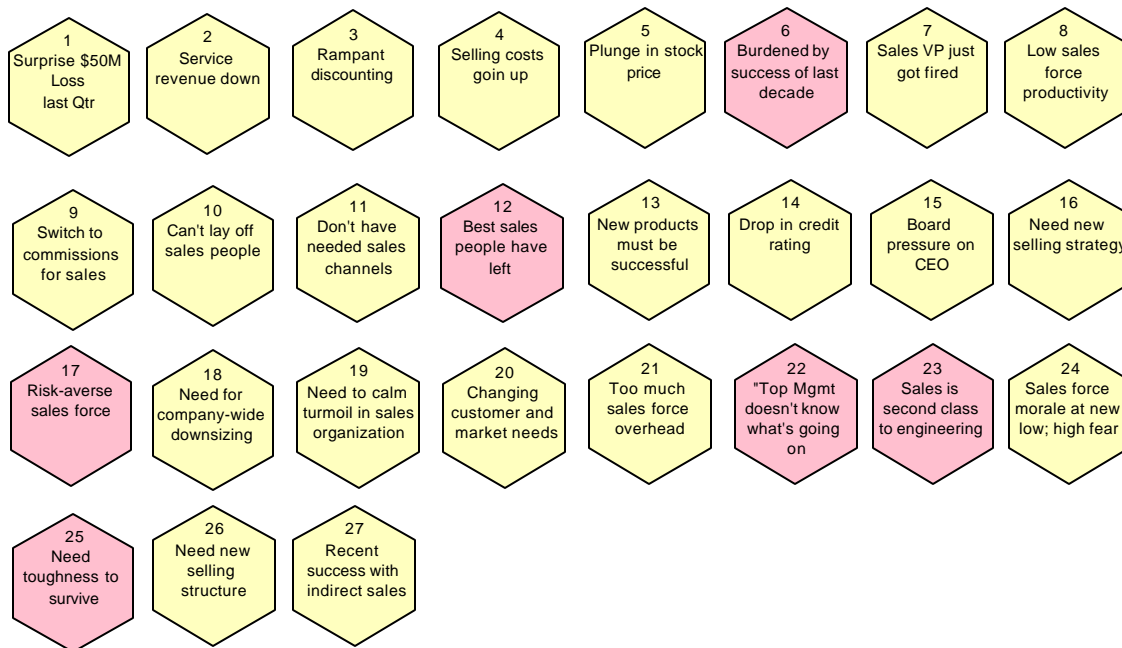 1
Surprise $50M
Loss
last Qtr
2
Service
revenue down
3
Rampant
discounting
4
Selling costs
goin up
5
Plunge in stock
price
6
Burdened by
success of last
decade
7
Sales VP just
got fired
8
Low sales
force
productivity
9
Switch to
commissions
for sales
10
Can't lay off
sales people
11
Don't have
needed sales
channels
12
Best sales
people have
left
13
New products
must be
successful
14
Drop in credit
rating
15
Board
pressure on
CEO
16
Need new
selling strategy
17
Risk-averse
sales force
18
Need for
company-wide
downsizing
19
Need to calm
turmoil in sales
organization
20
Changing
customer and
market needs
21
Too much
sales force
overhead
22
"Top Mgmt
doesn't know
what's going
on
23
Sales is
second class
to engineering
24
Sales force
morale at new
low; high fear
25
Need
toughness to
survive
26
Need new
selling
structure
27
Recent
success with
indirect sales